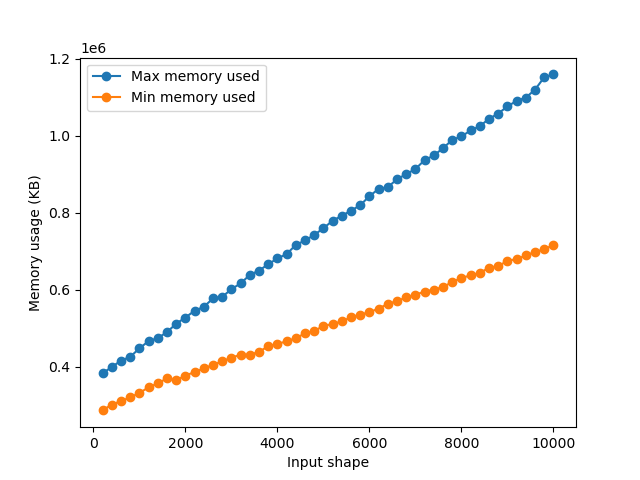 1e6
1.2
1.0
0.8
0.6
0.4
Memory usage (KB)
Max memory used
Min memory used
0 2000 4000 6000 8000 10000
Input shape